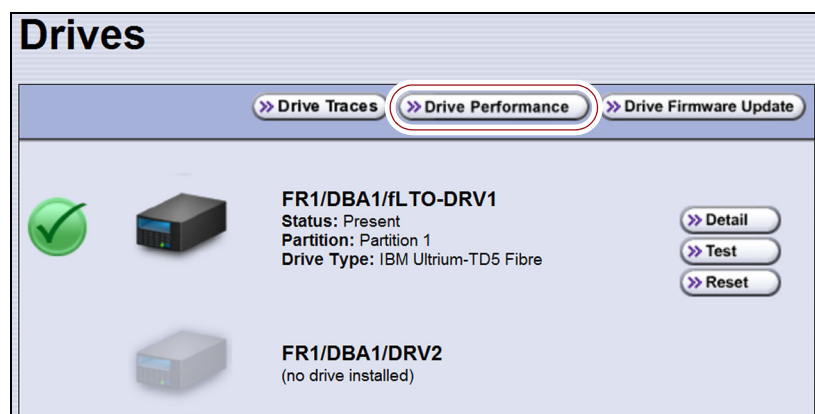 Drives
Drive Traces
Drive Performance
Drive Firmware Update
FR1/DBA1/fLTO-DRV1
Status: Present
Partition: Partition 1
Drive Type: IBM Ultrium-TD5 Fibre
Detail
Test
Reset
FR1/DBA1/DRV2
(no drive installed)